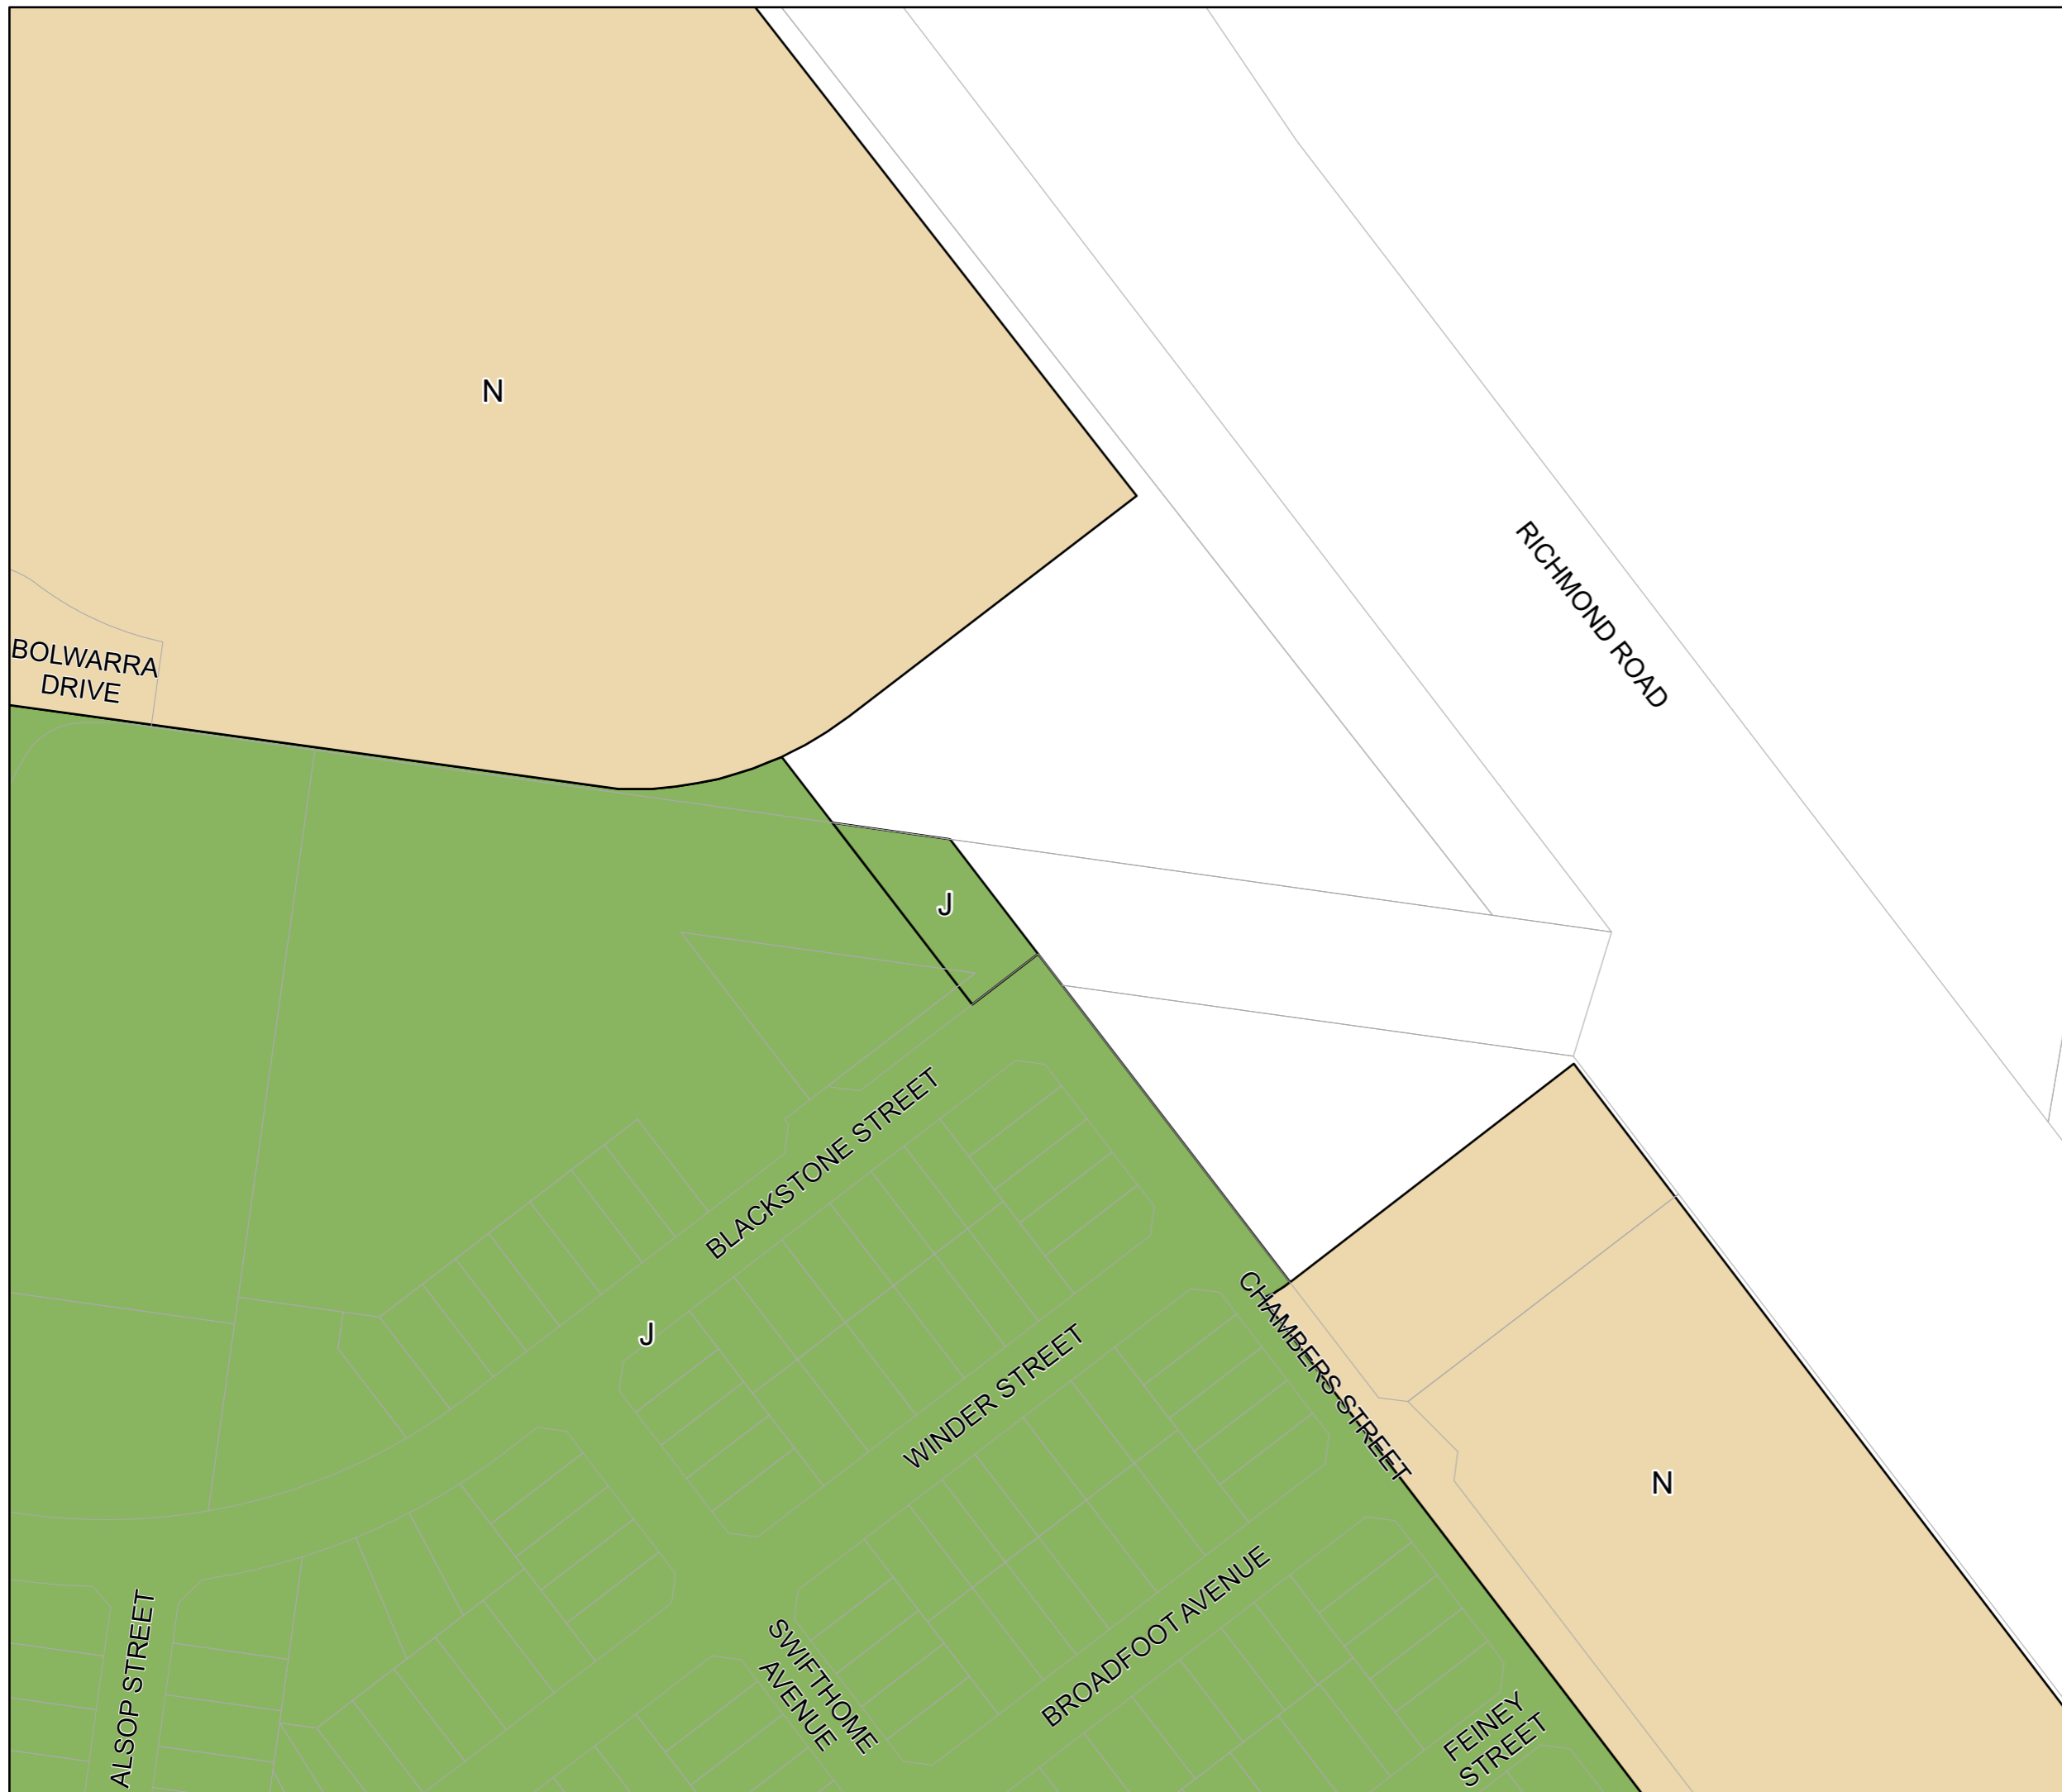 N
RICHMOND ROAD
BOLWARRA
DRIVE
J
BLACKSTONE STREET
J
CHAMBERS STREET
WINDER STREET
N
BROADFOOT AVENUE
ALSOP STREET
SWIFTHOME
AVENUE
FEINEY
STREET